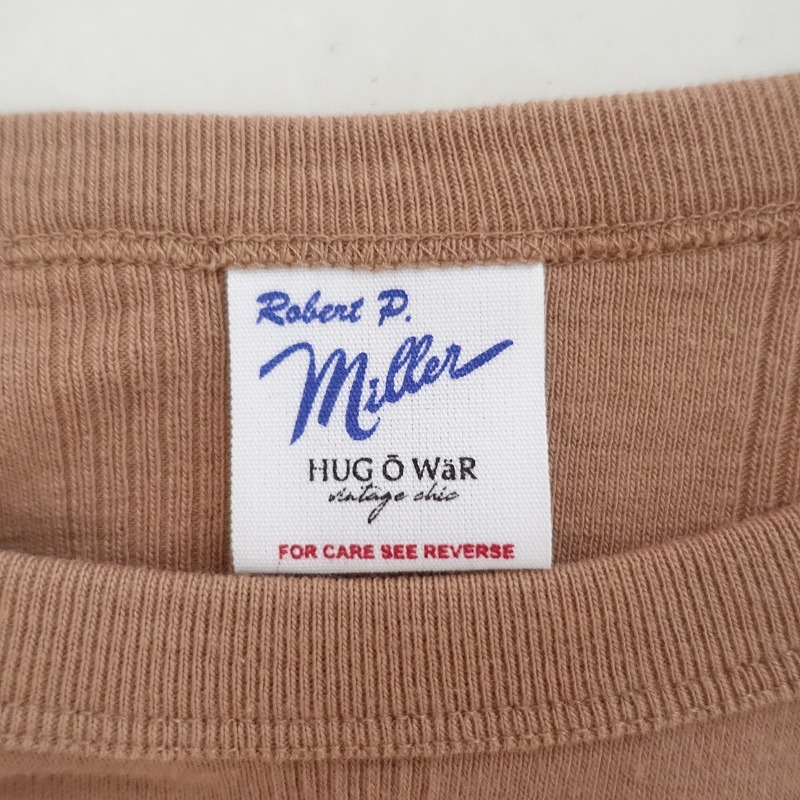 Robert P.
Miller
HUG Ō WäR
vintage chic
FOR CARE SEE REVERSE